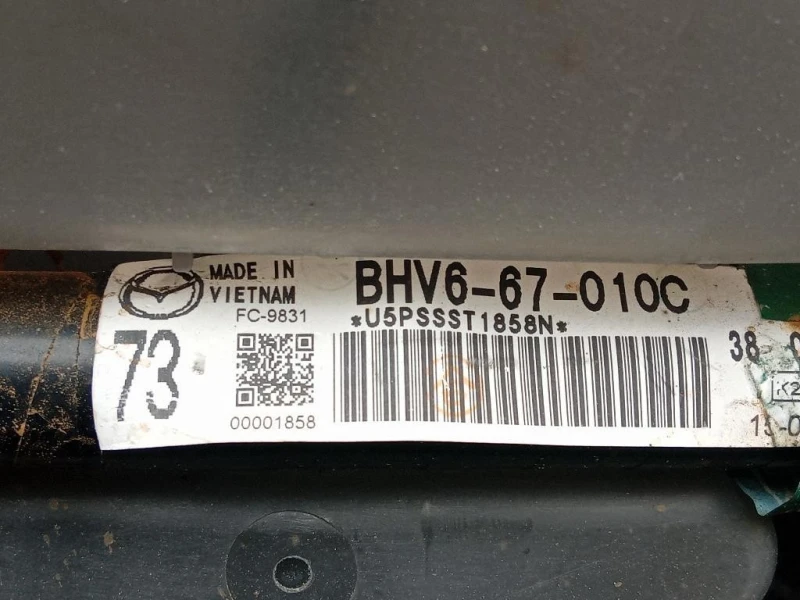 MADE IN
VIETNAM
FC-9831
73
00001858
BHV6-67-010C
*U5PSSST1858N*
38